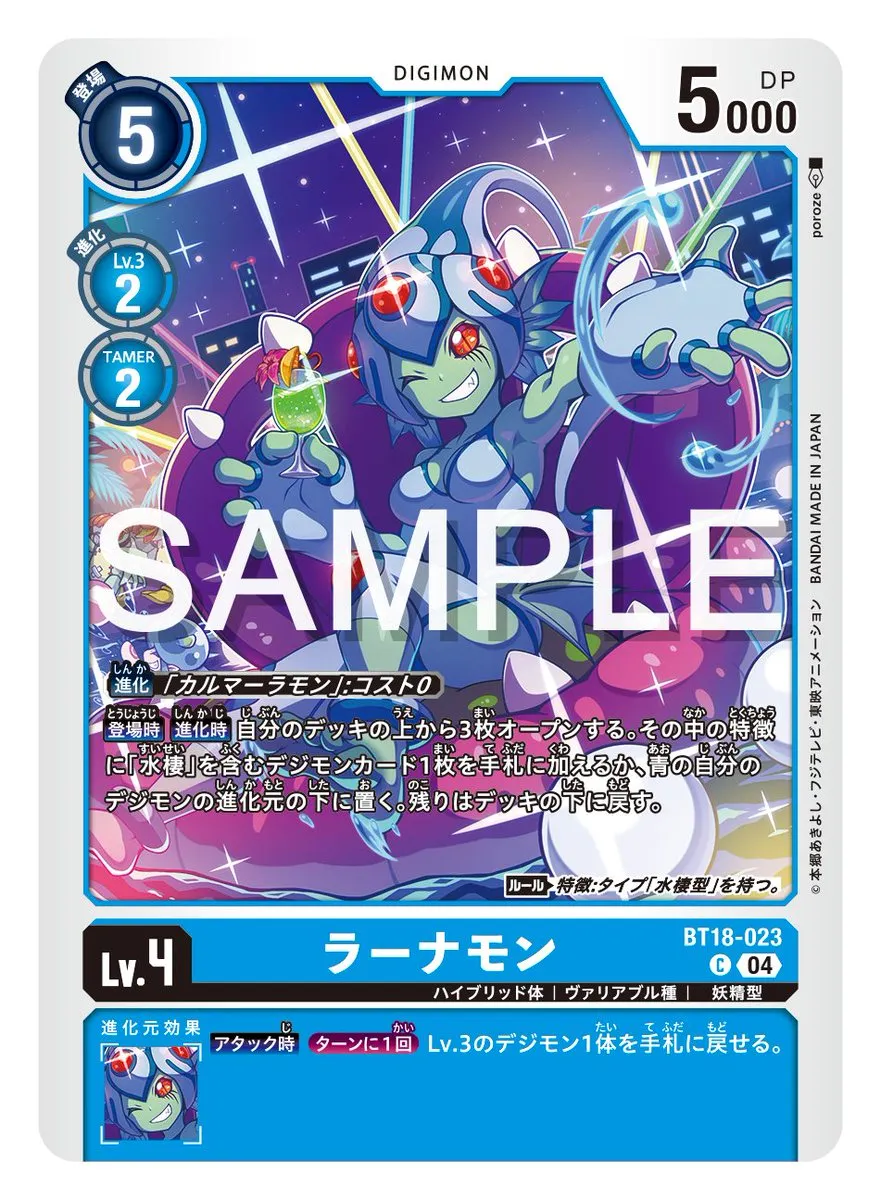 DIGIMON
登場
5
DP
5000
進化
Lv.3
2
TAMER
2
poroze
SAMPLE
進化 「カルマーラモン」:コスト0
登場時 進化時 自分のデッキの上から3枚オープンする。その中の特徴
に「水棲」を含むデジモンカード1枚を手札に加えるか、青の自分の
デジモンの進化元の下に置く。残りはデッキの下に戻す。
ルール 特徴:タイプ「水棲型」を持つ。
©本郷あきよし・フジテレビ・東映アニメーション BANDAI MADE IN JAPAN
Lv.4
ラーナモン
BT18-023
C 04
ハイブリッド体 | ヴァリアブル種 | 妖精型
進化元効果
アタック時 ターンに1回 Lv.3のデジモン1体を手札に戻せる。